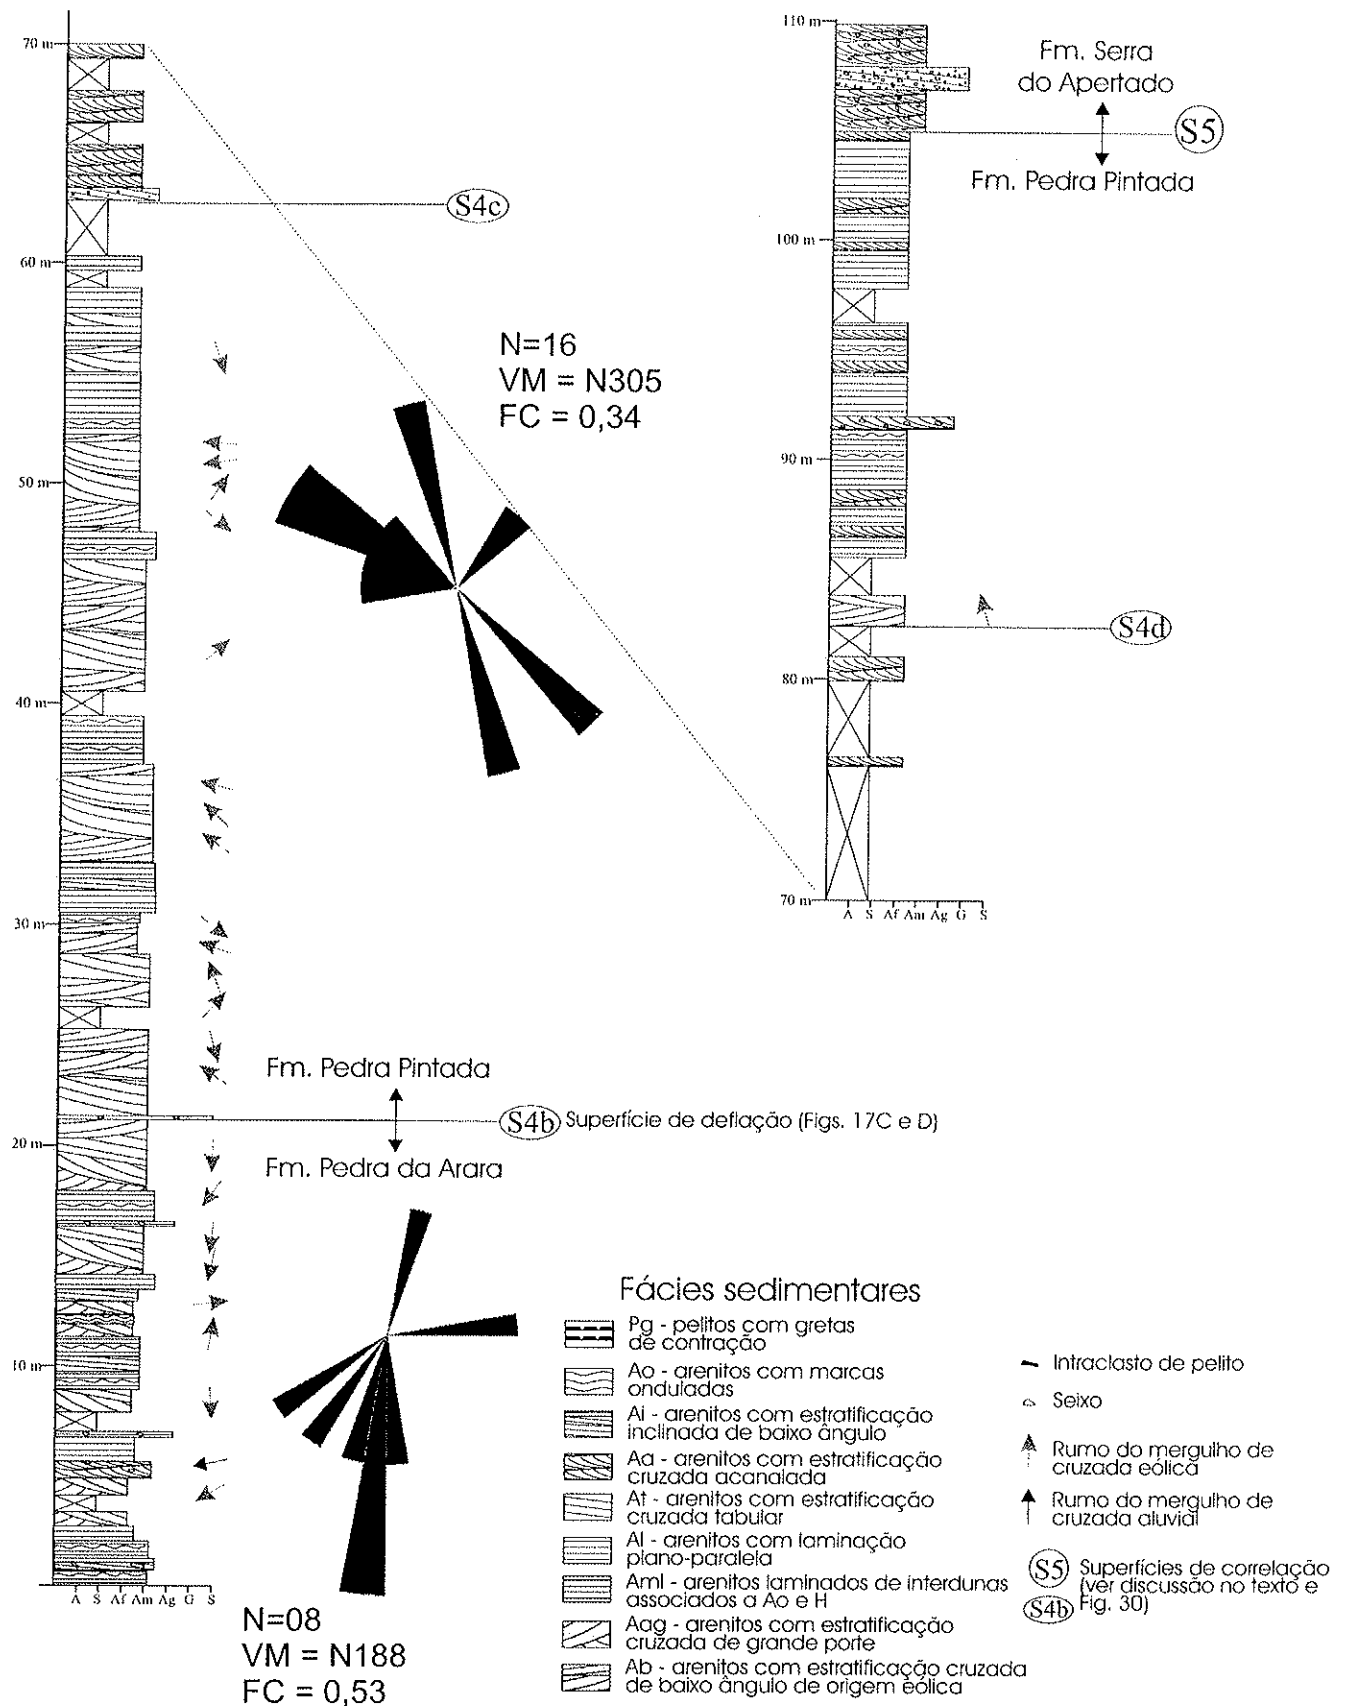 70 m
60 m
50 m
40 m
30 m
20 m
10 m
A S Af Am Ag G S
S4c
N=16
VM = N305
FC = 0,34
Fm. Pedra Pintada
S4b Superfície de deflação (Figs. 17C e D)
Fm. Pedra da Arara
N=08
VM = N188
FC = 0,53
110 m
100 m
90 m
80 m
70 m
A S Af Am Ag G S
Fm. Serra
do Apertado
S5
Fm. Pedra Pintada
S4d
Fácies sedimentares
Pg - pelitos com gretas
de contração
Ao - arenitos com marcas
onduladas
Ai - arenitos com estratificação
inclinada de baixo ângulo
Aa - arenitos com estratificação
cruzada acanalada
At - arenitos com estratificação
cruzada tabular
Al - arenitos com laminação
plano-paralela
Aml - arenitos laminados de interdunas
associados a Ao e H
Aag - arenitos com estratificação
cruzada de grande porte
Ab - arenitos com estratificação cruzada
de baixo ângulo de origem eólica
Intraclasto de pelito
Seixo
Rumo do mergulho de
cruzada eólica
Rumo do mergulho de
cruzada aluvial
S5 Superfícies de correlação
(ver discussão no texto e
S4b Fig. 30)